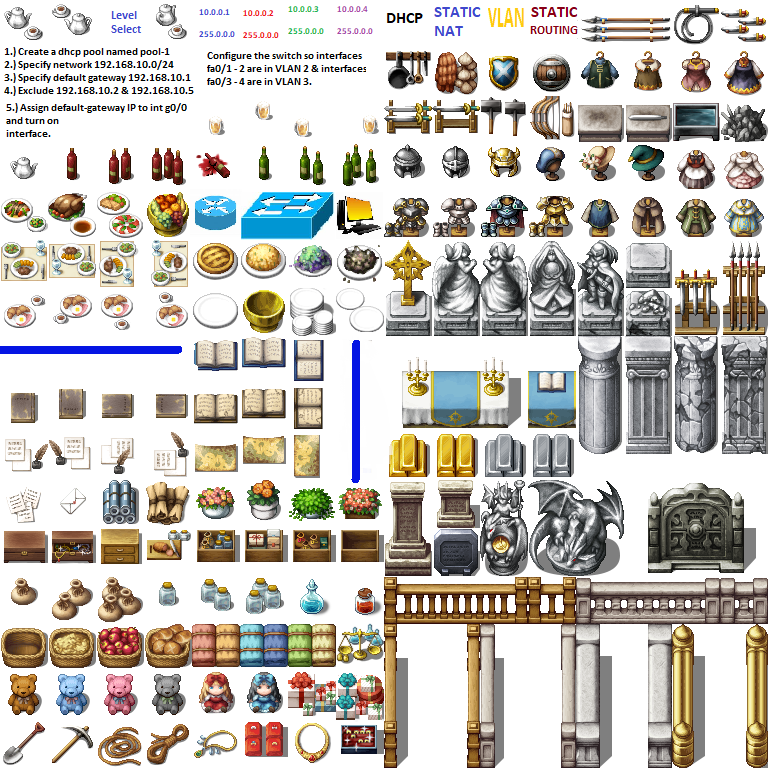 Level
Select
10.0.0.1
255.0.0.0
10.0.0.2
255.0.0.0
10.0.0.3
255.0.0.0
10.0.0.4
255.0.0.0
DHCP
STATIC
NAT
VLAN
STATIC
ROUTING
1.) Create a dhcp pool named pool-1
2.) Specify network 192.168.10.0/24
3.) Specify default gateway 192.168.10.1
4.) Exclude 192.168.10.2 & 192.168.10.5
5.) Assign default-gateway IP to int g0/0
and turn on
interface.
Configure the switch so interfaces
fa0/1 - 2 are in VLAN 2 & interfaces
fa0/3 - 4 are in VLAN 3.